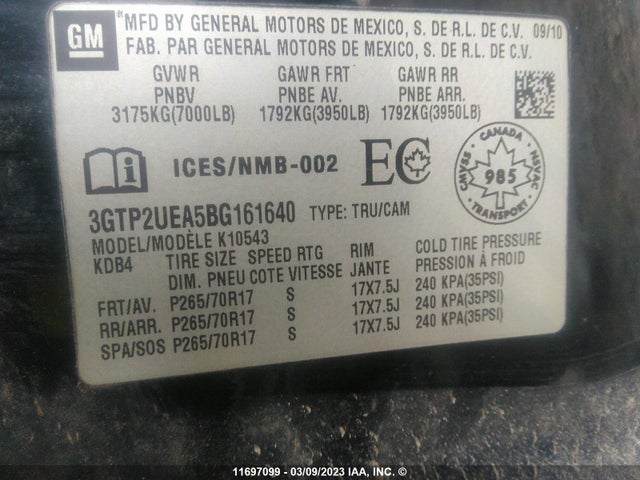 GM
MFD BY GENERAL MOTORS DE MEXICO, S. DE R.L. DE C.V. 09/10
FAB. PAR GENERAL MOTORS DE MEXICO, S. DE R.L. DE C.V.
GVWR GAWR FRT GAWR RR
PNBV PNBE AV. PNBE ARR.
3175KG(7000LB) 1792KG(3950LB) 1792KG(3950LB)
i ICES/NMB-002 EC
CANADA
CMVSS NSVAC
985
TRANSPORT
3GTP2UEA5BG161640 TYPE: TRU/CAM
MODEL/MODÈLE K10543
KDB4 TIRE SIZE SPEED RTG RIM COLD TIRE PRESSURE
DIM. PNEU COTE VITESSE JANTE PRESSION À FROID
FRT/AV. P265/70R17 S 17X7.5J 240 KPA(35PSI)
RR/ARR. P265/70R17 S 17X7.5J 240 KPA(35PSI)
SPA/SOS P265/70R17 S 17X7.5J 240 KPA(35PSI)
11697099 — 03/09/2023 IAA, INC. ©